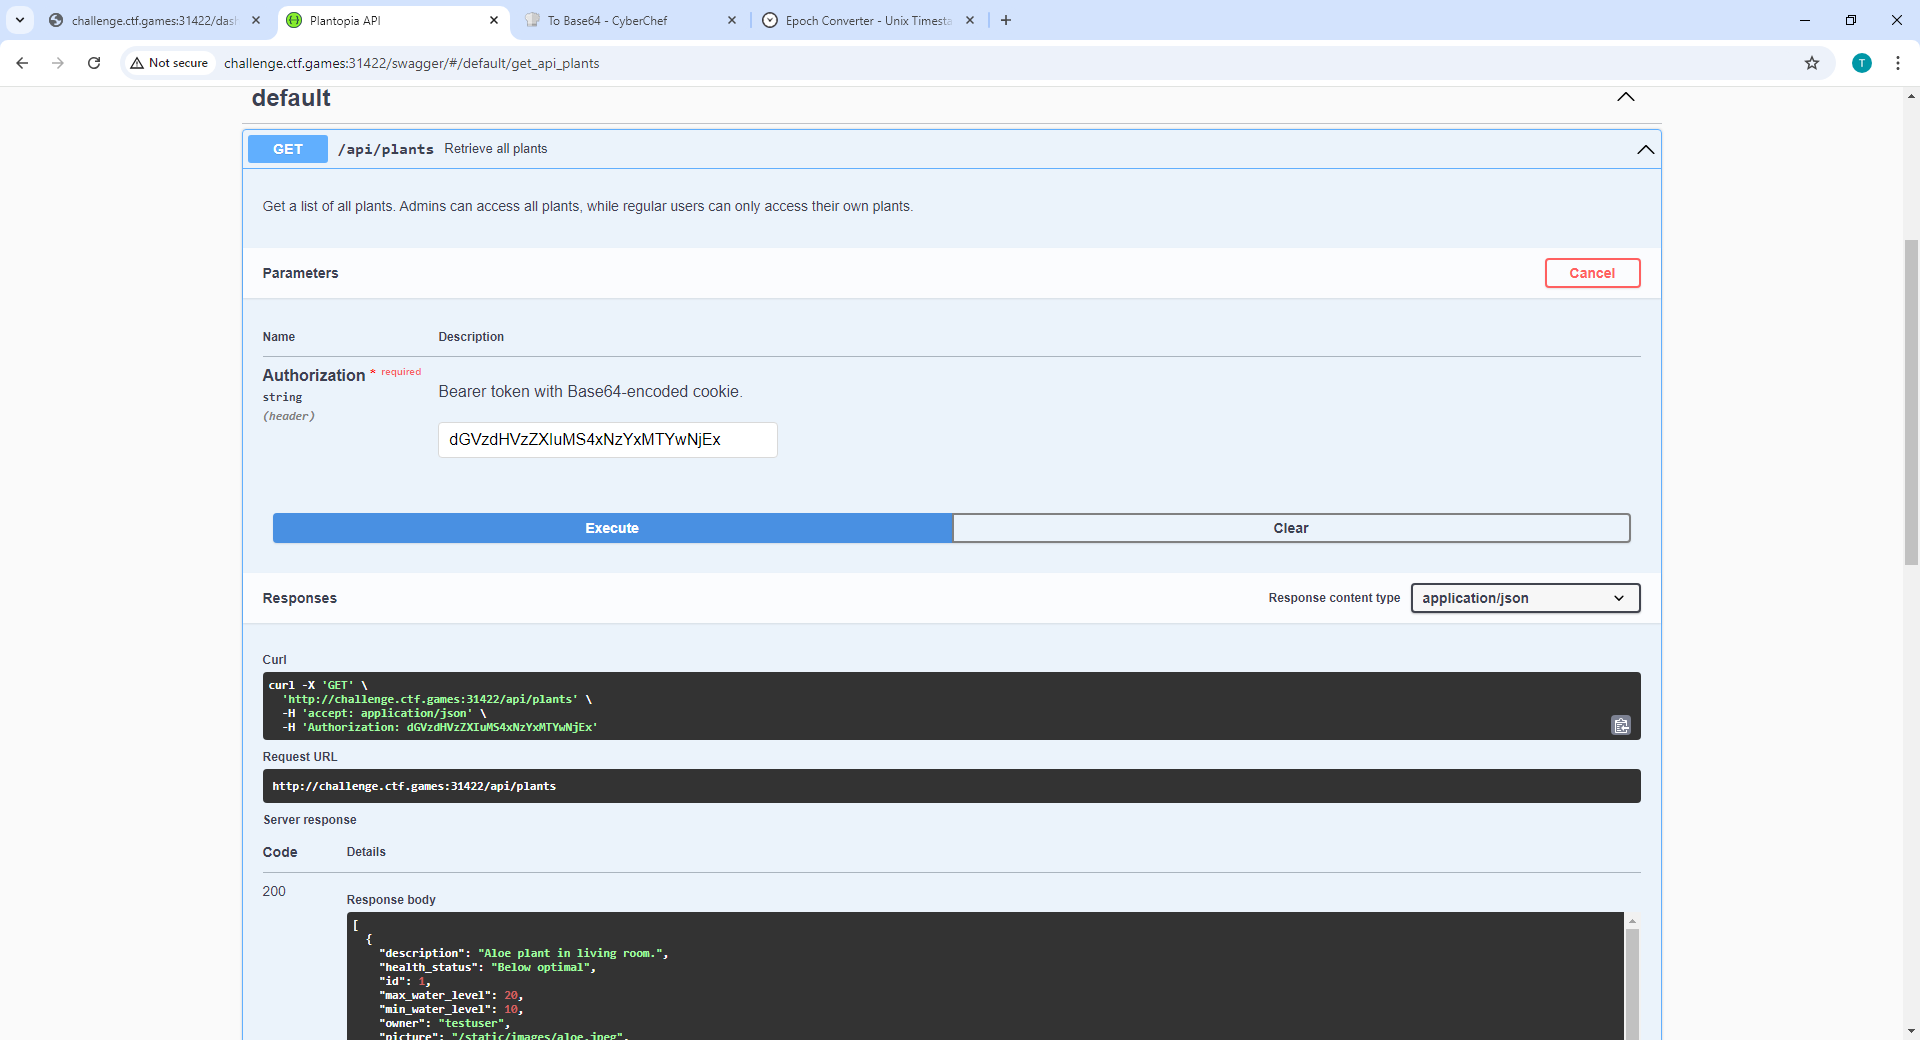 challenge.ctf.games:31422/das
Plantopia API
To Base64 - CyberChef
Epoch Converter - Unix Timesta
Not secure
challenge.ctf.games:31422/swagger/#/default/get_api_plants
T
default
GET /api/plants Retrieve all plants
Get a list of all plants. Admins can access all plants, while regular users can only access their own plants.
Parameters
Cancel
Name Description
Authorization * required
string
(header)
Bearer token with Base64-encoded cookie.
dGVzdHVzZXIuMS4xNzYxMTYwNjEx
Execute
Clear
Responses
Response content type
application/json
Curl
curl -X 'GET' \
'http://challenge.ctf.games:31422/api/plants' \
-H 'accept: application/json' \
-H 'Authorization: dGVzdHVzZXIuMS4xNzYxMTYwNjEx'
Request URL
http://challenge.ctf.games:31422/api/plants
Server response
Code Details
200
Response body
[
{
"description": "Aloe plant in living room.",
"health_status": "Below optimal",
"id": 1,
"max_water_level": 20,
"min_water_level": 10,
"owner": "testuser",
"picture": "/static/images/aloe.jpeg",